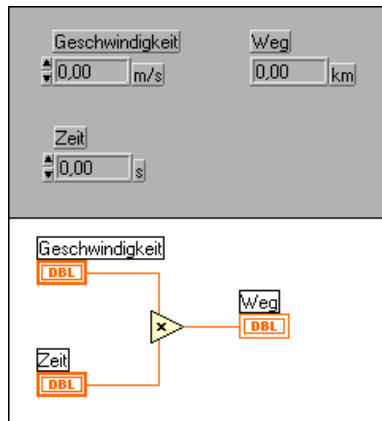 Geschwindigkeit
Weg
0,00 m/s
0,00 km
Zeit
0,00 s
Geschwindigkeit
DBL
x
Weg
DBL
Zeit
DBL